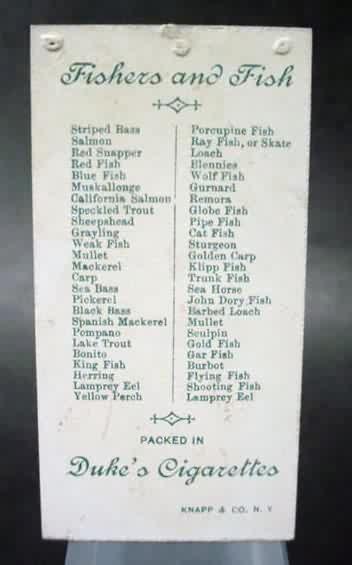 Fishers and Fish
Striped Bass
Salmon
Red Snapper
Red Fish
Blue Fish
Muskallonge
California Salmon
Speckled Trout
Sheepshead
Grayling
Weak Fish
Mullet
Mackerel
Carp
Sea Bass
Pickerel
Black Bass
Spanish Mackerel
Pompano
Lake Trout
Bonito
King Fish
Herring
Lamprey Eel
Yellow Perch
Porcupine Fish
Ray Fish, or Skate
Loach
Blennies
Wolf Fish
Gurnard
Remora
Globe Fish
Pipe Fish
Cat Fish
Sturgeon
Golden Carp
Klipp Fish
Trunk Fish
Sea Horse
John Dory Fish
Barbed Loach
Mullet
Sculpin
Gold Fish
Gar Fish
Burbot
Flying Fish
Shooting Fish
Lamprey Eel
PACKED IN
Duke's Cigarettes
KNAPP & CO. N. Y.